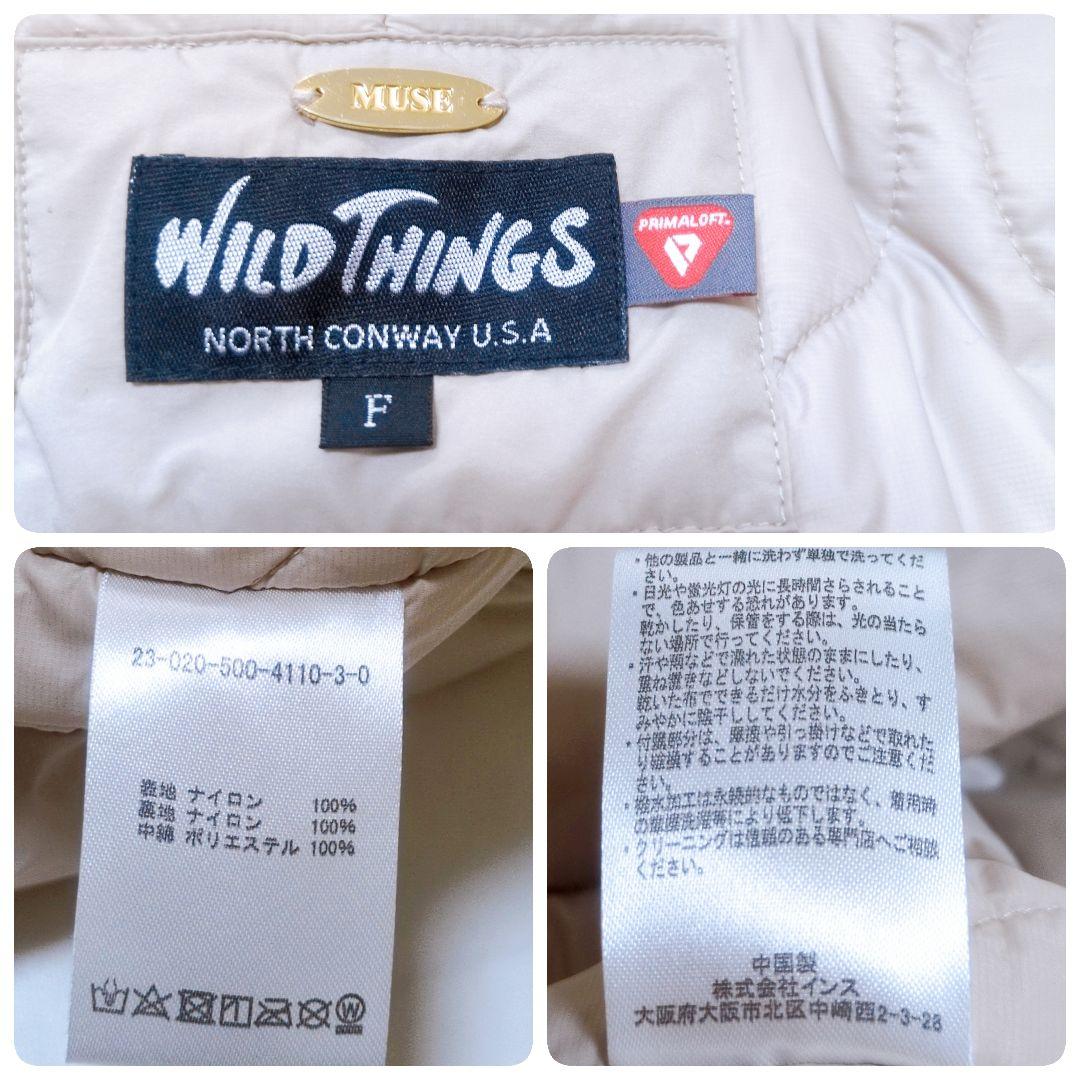 MUSE
WILD THINGS
NORTH CONWAY U.S.A
PRIMALOFT
F
23-020-500-4110-3-0
表地 ナイロン 100%
裏地 ナイロン 100%
中綿 ポリエステル 100%
W
・他の製品と一緒に洗わず単独で洗ってくだ
さい。
・日光や蛍光灯の光に長時間さらされること
で、色あせする恐れがあります。
乾かしたり、保管をする際は、光の当たら
ない場所で行ってください。
・汗や雨などで濡れた状態のままにしたり、
重ね置きなどしないでください。
乾いた布でできるだけ水分をふきとり、す
みやかに陰干ししてください。
・付属部分は、摩擦や引っ掛けなどで取れた
り破損することがありますのでご注意くだ
さい。
・撥水加工は永続的なものではなく、着用時
の摩擦洗濯等により低下します。
・クリーニングは信頼のある専門店へご相談
ください。
中国製
株式会社インス
大阪府大阪市北区中崎西2-3-28